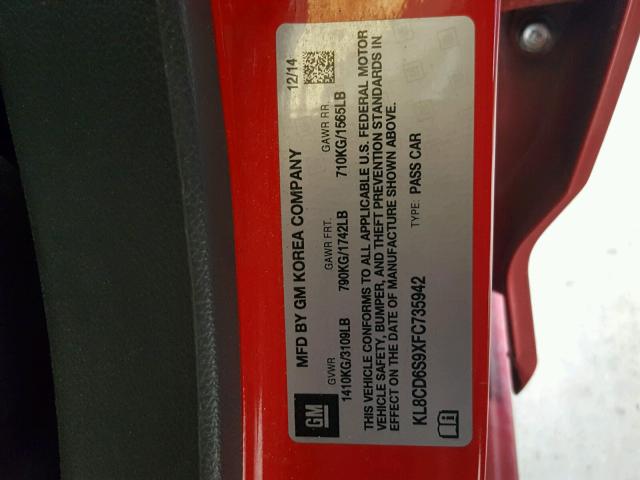 GM
MFD BY GM KOREA COMPANY
12/14
GVWR GAWR FRT. GAWR RR.
1410KG/3109LB 790KG/1742LB 710KG/1565LB
THIS VEHICLE CONFORMS TO ALL APPLICABLE U.S. FEDERAL MOTOR
VEHICLE SAFETY, BUMPER, AND THEFT PREVENTION STANDARDS IN
EFFECT ON THE DATE OF MANUFACTURE SHOWN ABOVE.
KL8CD6S9XFC735942 TYPE: PASS CAR